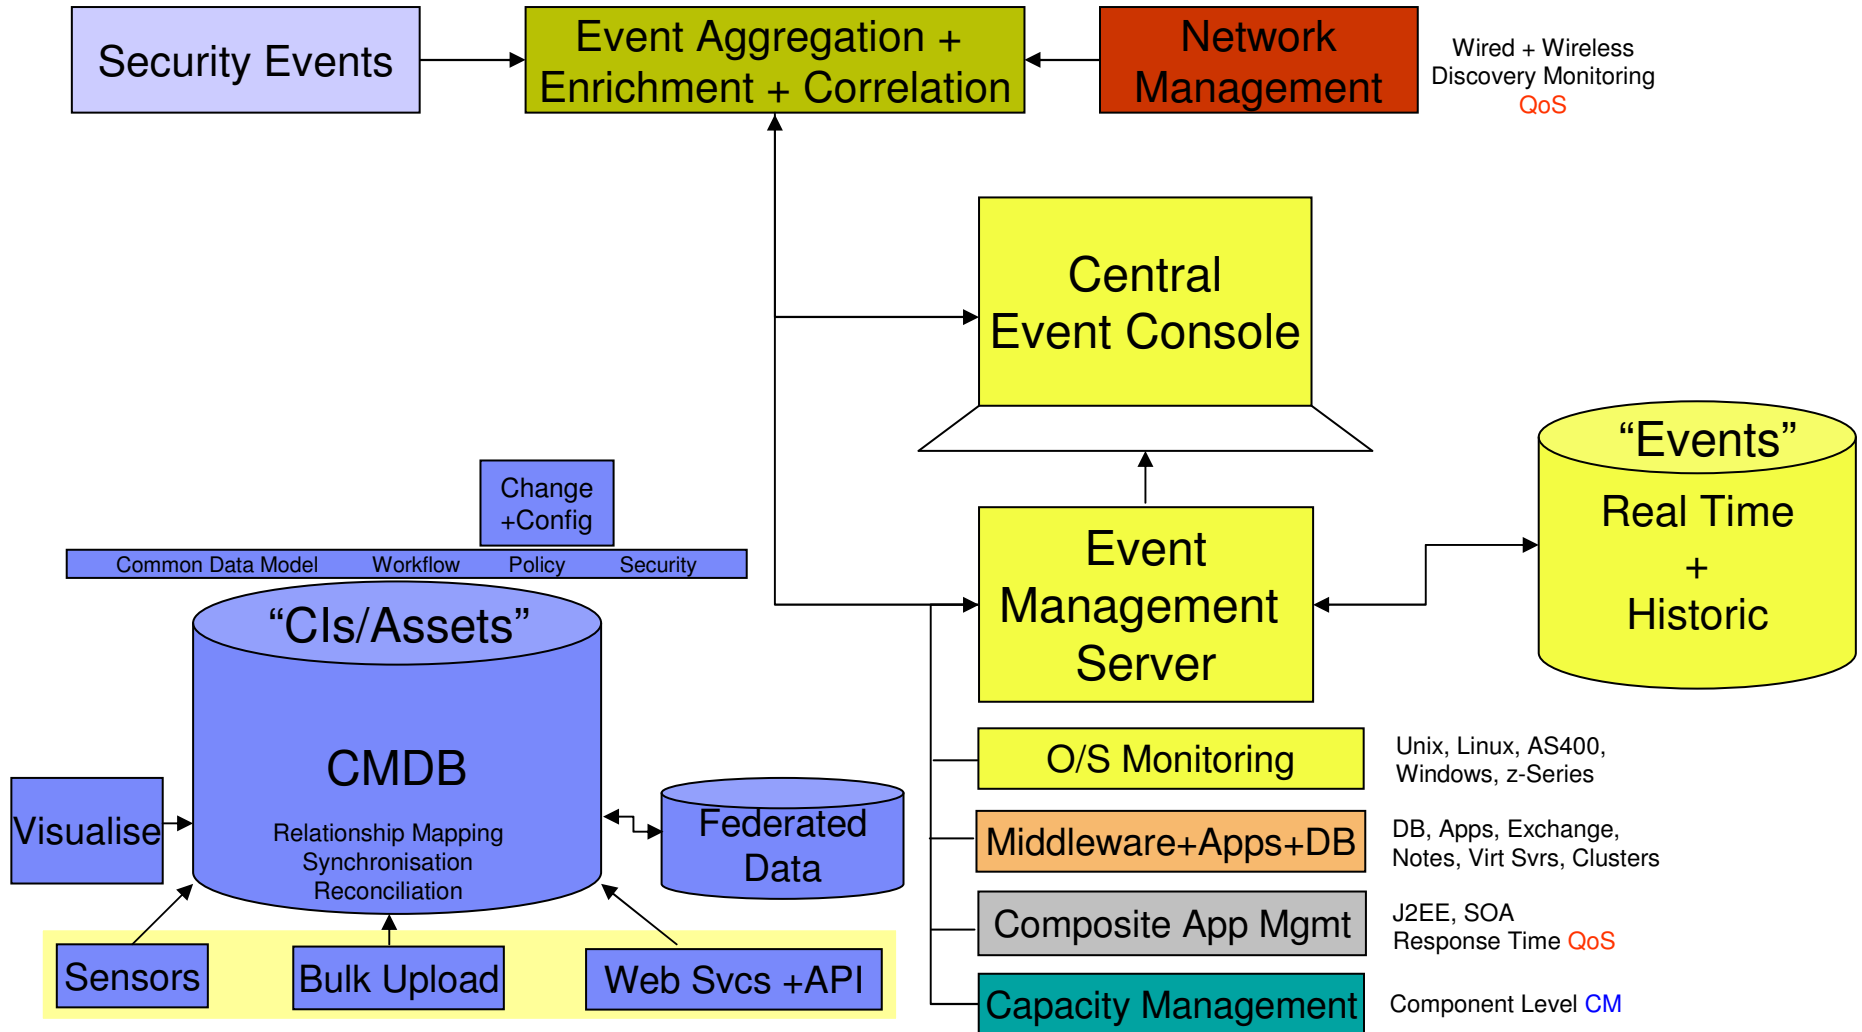 Security Events
Event Aggregation +
Enrichment + Correlation
Network
Management
Wired + Wireless
Discovery Monitoring
QoS
Central
Event Console
“Events”
Real Time
+
Historic
Event
Management
Server
Change
+Config
Common Data Model Workflow Policy Security
“CIs/Assets”
CMDB
Relationship Mapping
Synchronisation
Reconciliation
Visualise
Federated
Data
Sensors
Bulk Upload
Web Svcs +API
O/S Monitoring
Unix, Linux, AS400,
Windows, z-Series
Middleware+Apps+DB
DB, Apps, Exchange,
Notes, Virt Svrs, Clusters
Composite App Mgmt
J2EE, SOA
Response Time QoS
Capacity Management
Component Level CM